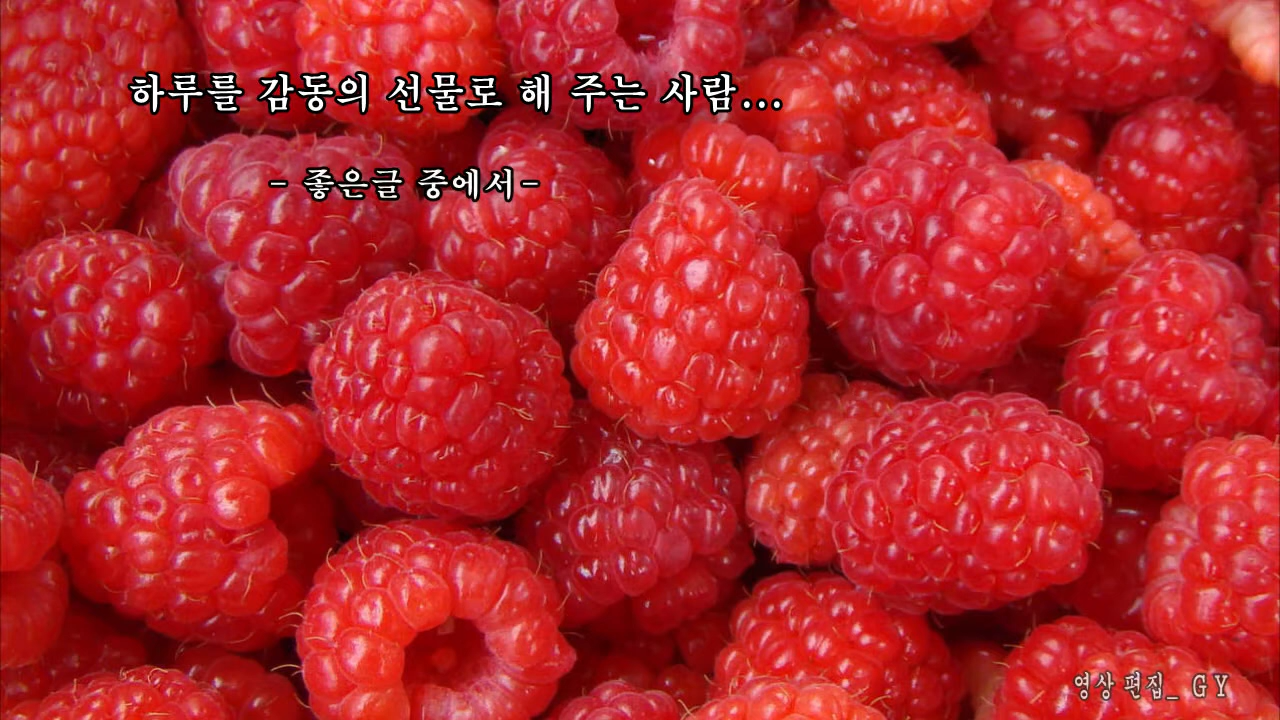 하루를 감동의 선물로 해 주는 사람...
- 좋은글 중에서-
영상편집_ G Y